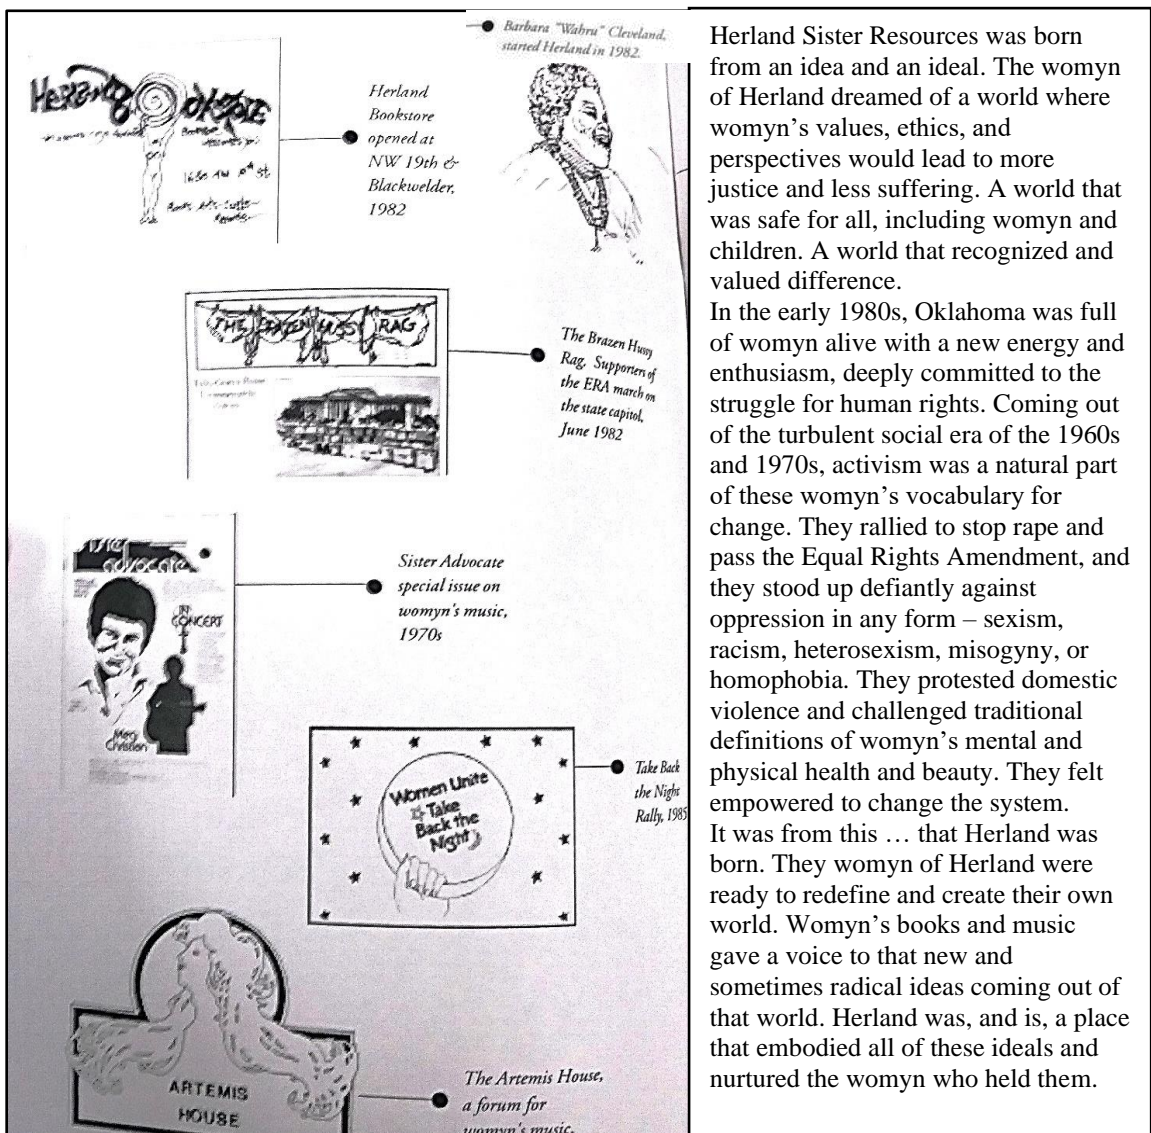 Barbara "Wahru" Cleveland,
started Herland in 1982.
Herland
Bookstore
opened at
NW 19th &
Blackwelder,
1982
THE BRAZEN HUSSY RAG
The Brazen Hussy
Rag, Supporters of
the ERA march on
the state capitol,
June 1982
sister
advocate
IN
CONCERT
Meg
Christian
Sister Advocate
special issue on
womyn's music,
1970s
Women Unite
Take
Back the
Night
Take Back
the Night
Rally, 1985
ARTEMIS
HOUSE
The Artemis House,
a forum for
womyn's music,
Herland Sister Resources was born
from an idea and an ideal. The womyn
of Herland dreamed of a world where
womyn’s values, ethics, and
perspectives would lead to more
justice and less suffering. A world that
was safe for all, including womyn and
children. A world that recognized and
valued difference.
In the early 1980s, Oklahoma was full
of womyn alive with a new energy and
enthusiasm, deeply committed to the
struggle for human rights. Coming out
of the turbulent social era of the 1960s
and 1970s, activism was a natural part
of these womyn’s vocabulary for
change. They rallied to stop rape and
pass the Equal Rights Amendment, and
they stood up defiantly against
oppression in any form – sexism,
racism, heterosexism, misogyny, or
homophobia. They protested domestic
violence and challenged traditional
definitions of womyn’s mental and
physical health and beauty. They felt
empowered to change the system.
It was from this … that Herland was
born. They womyn of Herland were
ready to redefine and create their own
world. Womyn’s books and music
gave a voice to that new and
sometimes radical ideas coming out of
that world. Herland was, and is, a place
that embodied all of these ideals and
nurtured the womyn who held them.